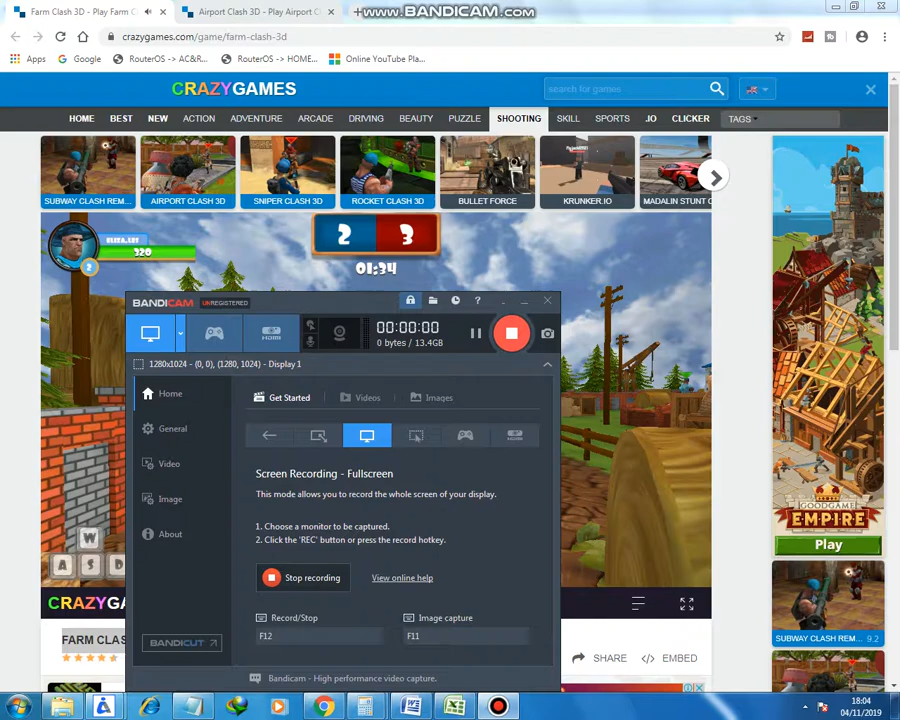 Farm Clash 3D - Play Farm C
Airport Clash 3D - Play Airport C
www.BANDICAM.com
crazygames.com/game/farm-clash-3d
Apps
Google
RouterOS -> AC&R...
RouterOS -> HOME...
Online YouTube Pla...
CRAZYGAMES
search for games
HOME BEST NEW ACTION ADVENTURE ARCADE DRIVING BEAUTY PUZZLE SHOOTING SKILL SPORTS .IO CLICKER TAGS
SUBWAY CLASH REM...
AIRPORT CLASH 3D
SNIPER CLASH 3D
ROCKET CLASH 3D
BULLET FORCE
KRUNKER.IO
MADALIN STUNT C
320
2
2 3
01:34
BANDICAM UNREGISTERED
HDMI
00:00:00
0 bytes / 13.4GB
1280x1024 - (0, 0), (1280, 1024) - Display 1
Home
General
Video
Image
About
BANDICUT
Get Started
Videos
Images
HDMI
Screen Recording - Fullscreen
This mode allows you to record the whole screen of your display.
1. Choose a monitor to be captured.
2. Click the 'REC' button or press the record hotkey.
Stop recording
View online help
Record/Stop
F12
Image capture
F11
Bandicam - High performance video capture.
W
A S D
CRAZYGA
FARM CLAS
SHARE
EMBED
GOODGAME
EMPIRE
Play
SUBWAY CLASH REM... 9.2
18:04
04/11/2019